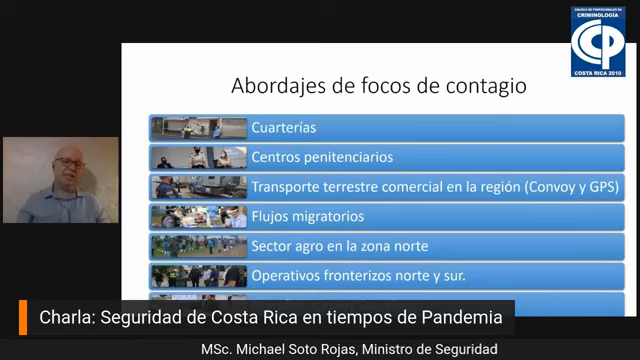 COLEGIO DE PROFESIONALES EN
CRIMINOLOGÍA
COSTA RICA 2010
Abordajes de focos de contagio
Cuarterías
Centros penitenciarios
Transporte terrestre comercial en la región (Convoy y GPS)
Flujos migratorios
Sector agro en la zona norte
Operativos fronterizos norte y sur.
Charla: Seguridad de Costa Rica en tiempos de Pandemia
MSc. Michael Soto Rojas, Ministro de Seguridad